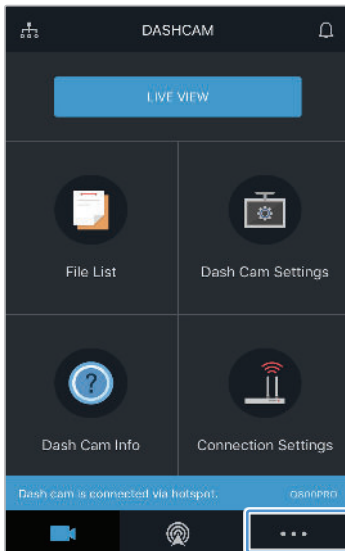 DASHCAM
LIVE VIEW
File List
Dash Cam Settings
?
Dash Cam Info
Connection Settings
Dash cam is connected via hotspot.
Q800PRO